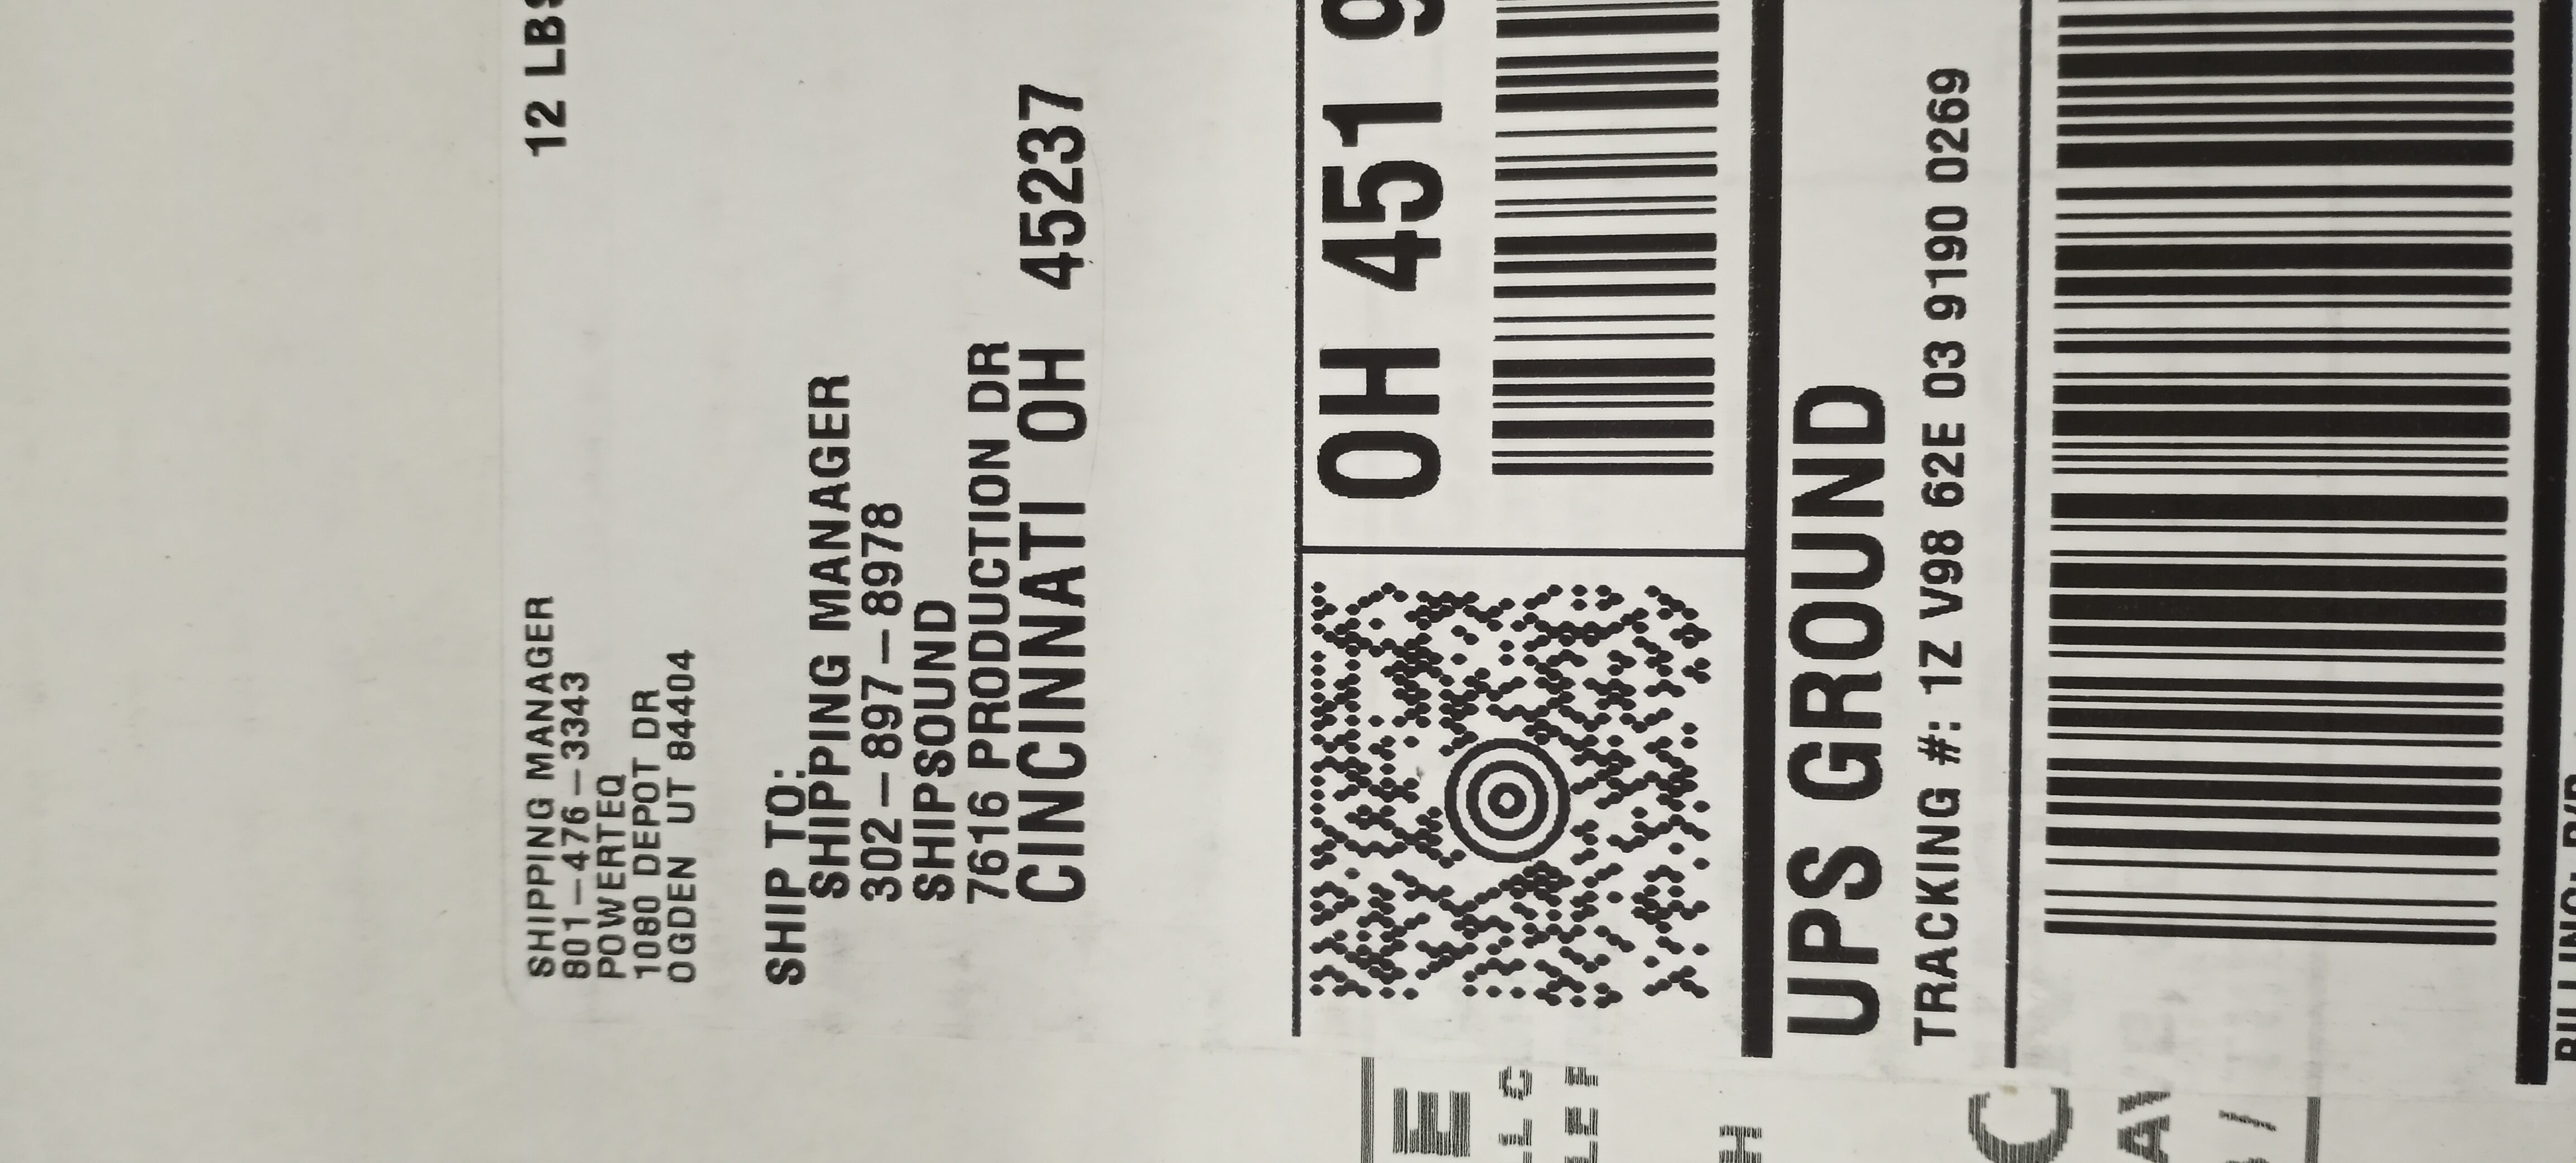 SHIPPING MANAGER
801-476-3343
POWERTEQ
1080 DEPOT DR
OGDEN UT 84404
12 LBS
SHIP TO:
SHIPPING MANAGER
302-897-8978
SHIPSOUND
7616 PRODUCTION DR
CINCINNATI OH 45237
OH 451 9
UPS GROUND
TRACKING #: 1Z V98 62E 03 9190 0269